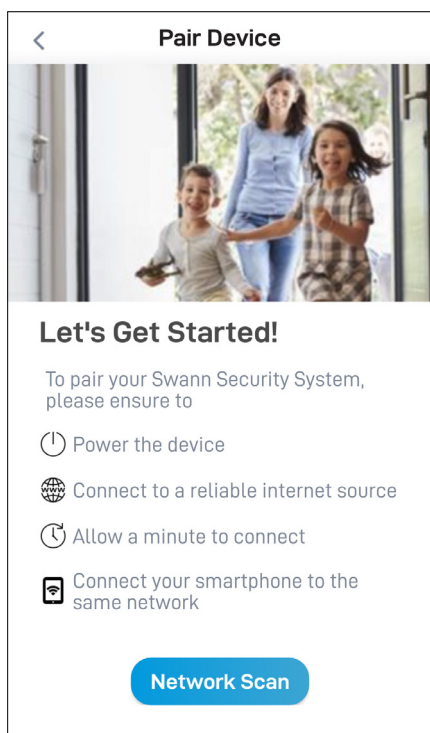 Pair Device
Let's Get Started!
To pair your Swann Security System,
please ensure to
Power the device
www
Connect to a reliable internet source
Allow a minute to connect
Connect your smartphone to the
same network
Network Scan